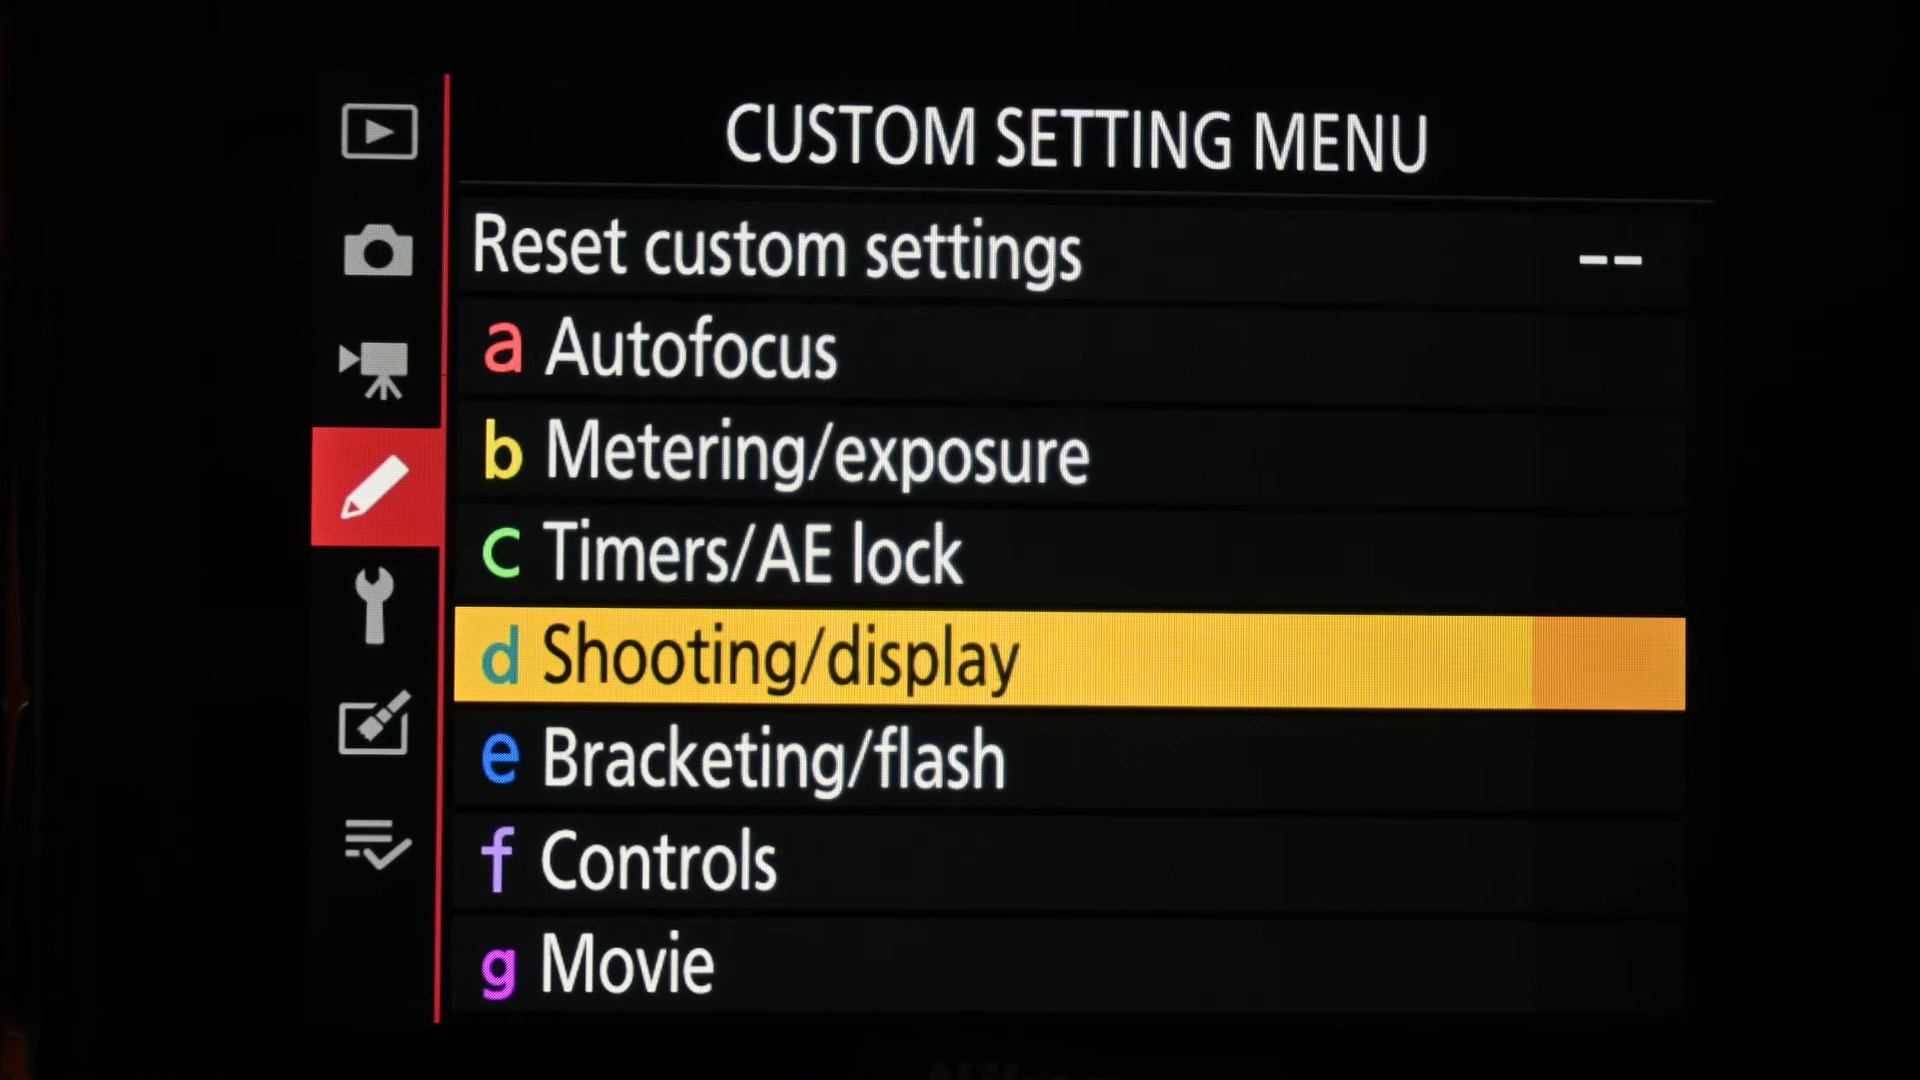 CUSTOM SETTING MENU
Reset custom settings --
a Autofocus
b Metering/exposure
c Timers/AE lock
d Shooting/display
e Bracketing/flash
f Controls
g Movie